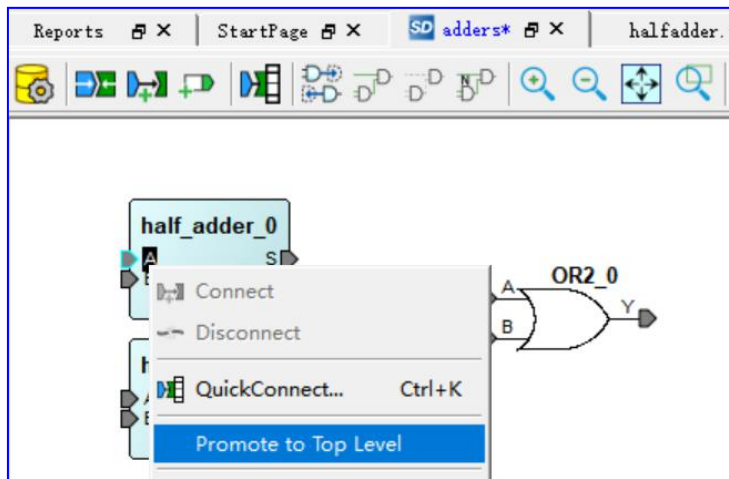 Reports
StartPage
SD adders*
halfadder.
N
half_adder_0
A S
Connect
A OR2_0
Y
Disconnect
B
QuickConnect... Ctrl+K
A
Promote to Top Level